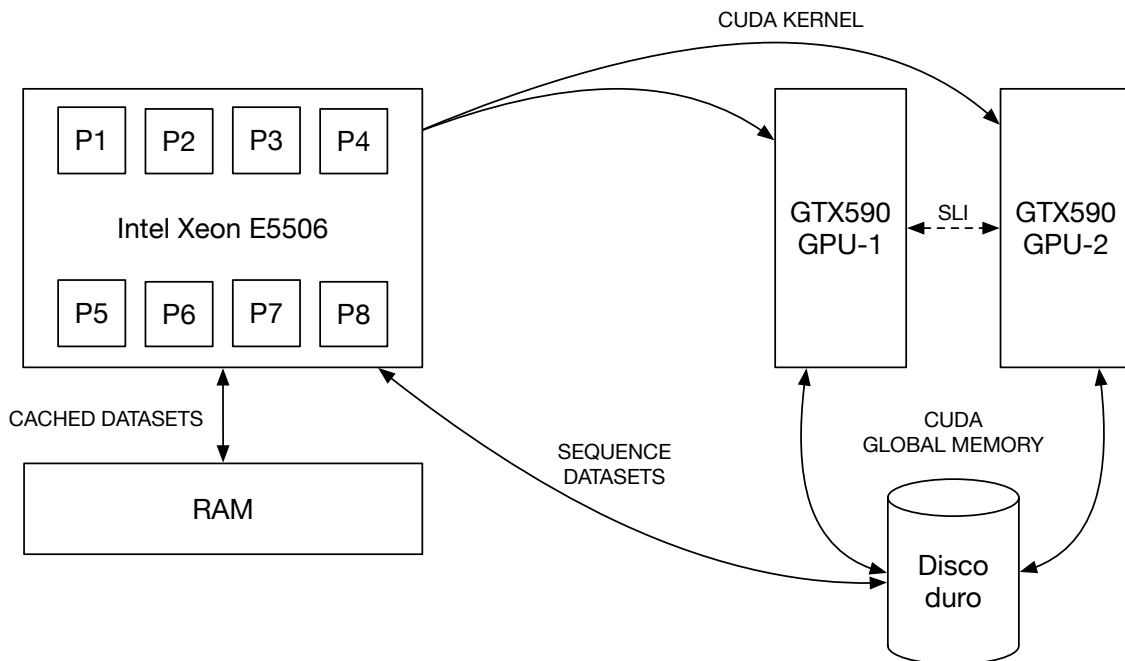 CUDA KERNEL
P1 P2 P3 P4
Intel Xeon E5506
P5 P6 P7 P8
GTX590
GPU-1
SLI
GTX590
GPU-2
CACHED DATASETS
RAM
SEQUENCE
DATASETS
CUDA
GLOBAL MEMORY
Disco
duro